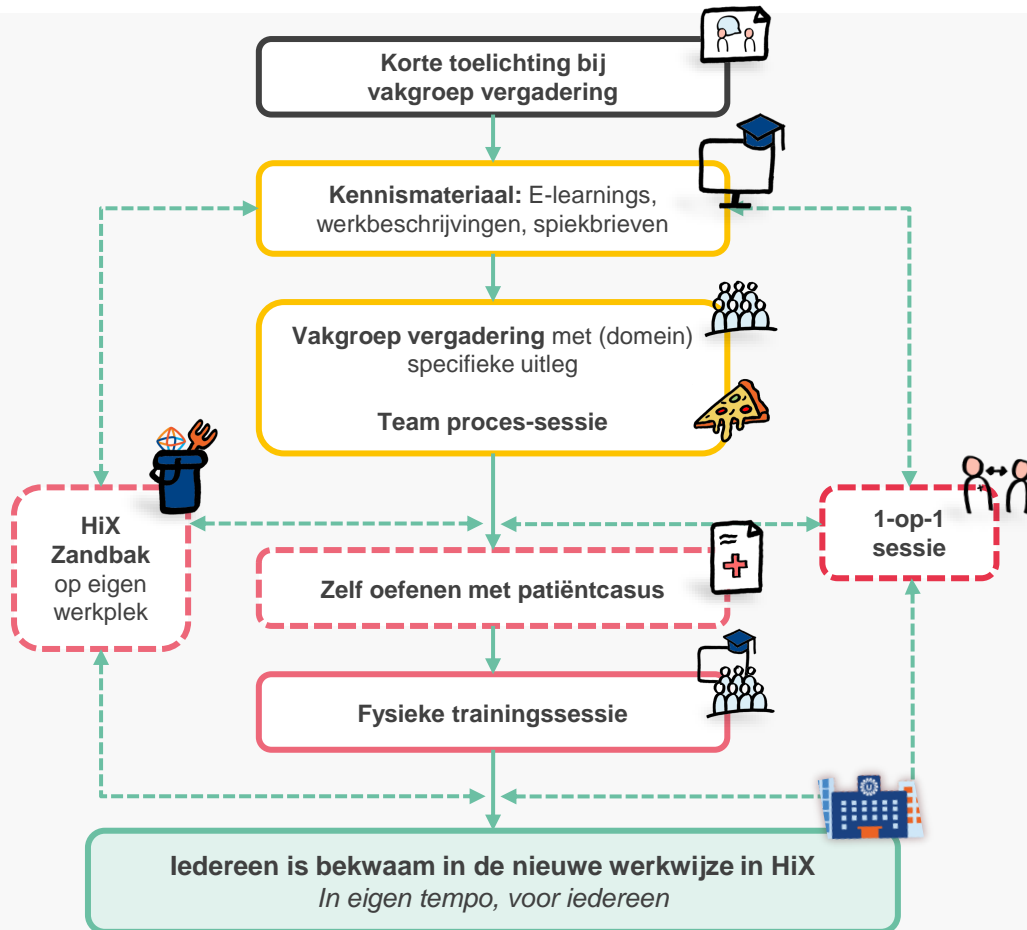 Korte toelichting bij
vakgroep vergadering
Kennismateriaal: E-learnings,
werkbeschrijvingen, spiekbrieven
Vakgroep vergadering met (domein)
specifieke uitleg
Team proces-sessie
HiX
Zandbak
op eigen
werkplek
1-op-1
sessie
Zelf oefenen met patiëntcasus
Fysieke trainingssessie
Iedereen is bekwaam in de nieuwe werkwijze in HiX
In eigen tempo, voor iedereen